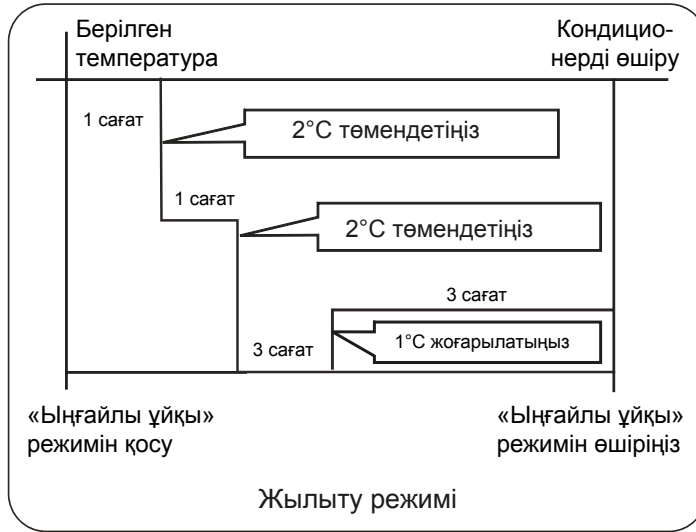 Берілген
температура
Кондицио-
нерді өшіру
1 сағат
2°C төмендетіңіз
1 сағат
2°C төмендетіңіз
3 сағат
3 сағат
1°C жоғарылатыңыз
«Ыңғайлы ұйқы»
режимін қосу
«Ыңғайлы ұйқы»
режимін өшіріңіз
Жылыту режимі